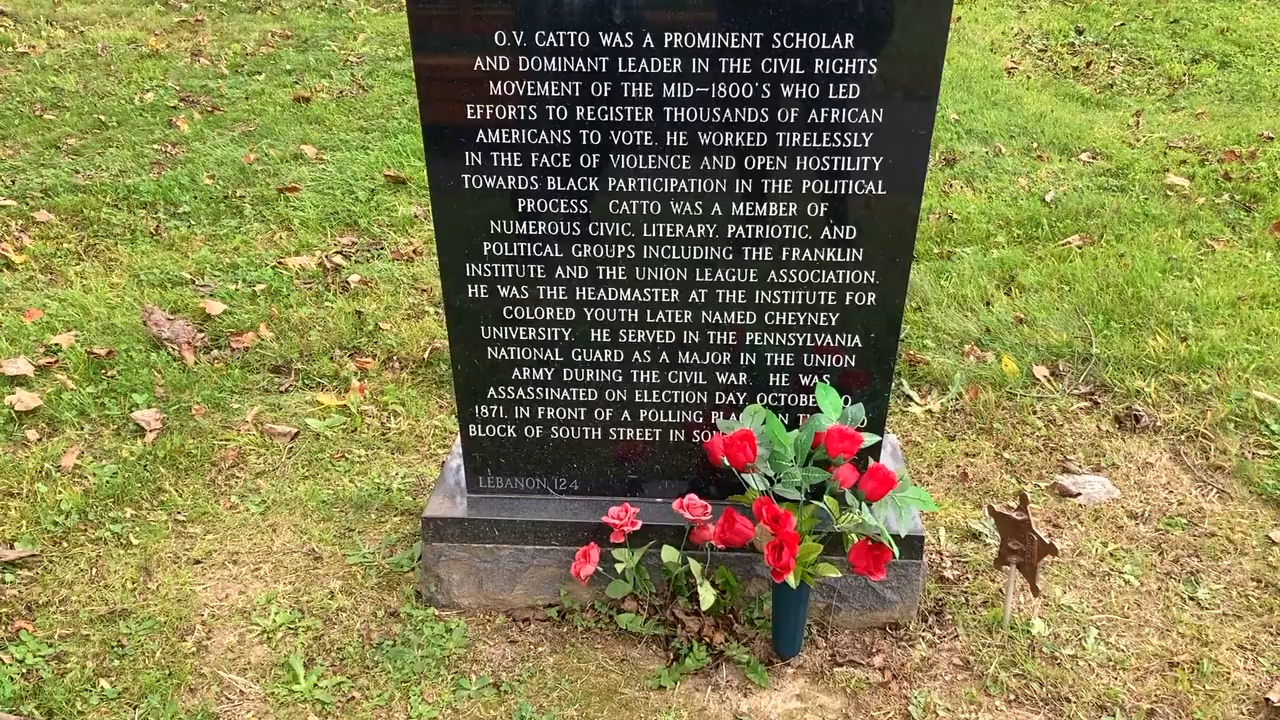 O.V. CATTO WAS A PROMINENT SCHOLAR
AND DOMINANT LEADER IN THE CIVIL RIGHTS
MOVEMENT OF THE MID-1800'S WHO LED
EFFORTS TO REGISTER THOUSANDS OF AFRICAN
AMERICANS TO VOTE. HE WORKED TIRELESSLY
IN THE FACE OF VIOLENCE AND OPEN HOSTILITY
TOWARDS BLACK PARTICIPATION IN THE POLITICAL
PROCESS. CATTO WAS A MEMBER OF
NUMEROUS CIVIC, LITERARY, PATRIOTIC, AND
POLITICAL GROUPS INCLUDING THE FRANKLIN
INSTITUTE AND THE UNION LEAGUE ASSOCIATION.
HE WAS THE HEADMASTER AT THE INSTITUTE FOR
COLORED YOUTH LATER NAMED CHEYNEY
UNIVERSITY. HE SERVED IN THE PENNSYLVANIA
NATIONAL GUARD AS A MAJOR IN THE UNION
ARMY DURING THE CIVIL WAR. HE WAS
ASSASSINATED ON ELECTION DAY, OCTOBER
1871, IN FRONT OF A POLLING
BLOCK OF SOUTH STREET IN
LEBANON, 124